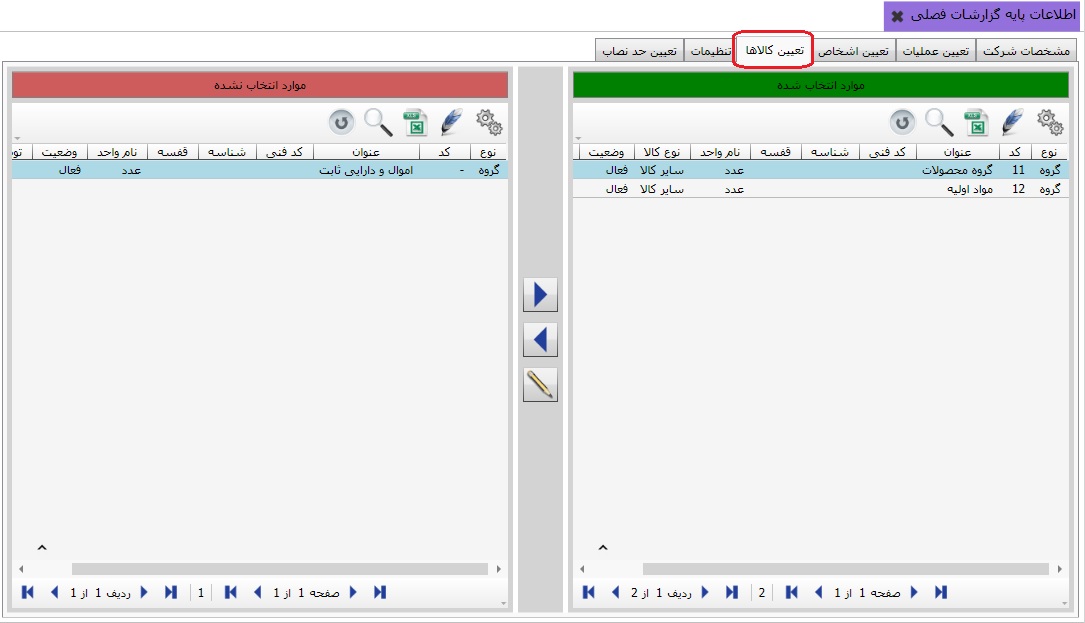 اطلاعات پایه گزارشات فصلی
مشخصات شرکت تعیین عملیات تعیین اشخاص تعیین کالاها تنظیمات تعیین حد نصاب
موارد انتخاب شده
نوع کد عنوان کد فنی شناسه قفسه نام واحد نوع کالا وضعیت
گروه 11 گروه محصولات عدد سایر کالا فعال
گروه 12 مواد اولیه عدد سایر کالا فعال
ردیف 1 از 2 2 صفحه 1 از 1
موارد انتخاب نشده
نوع کد عنوان کد فنی شناسه قفسه نام واحد وضعیت تو
گروه - اموال و دارایی ثابت عدد فعال
ردیف 1 از 1 1 صفحه 1 از 1